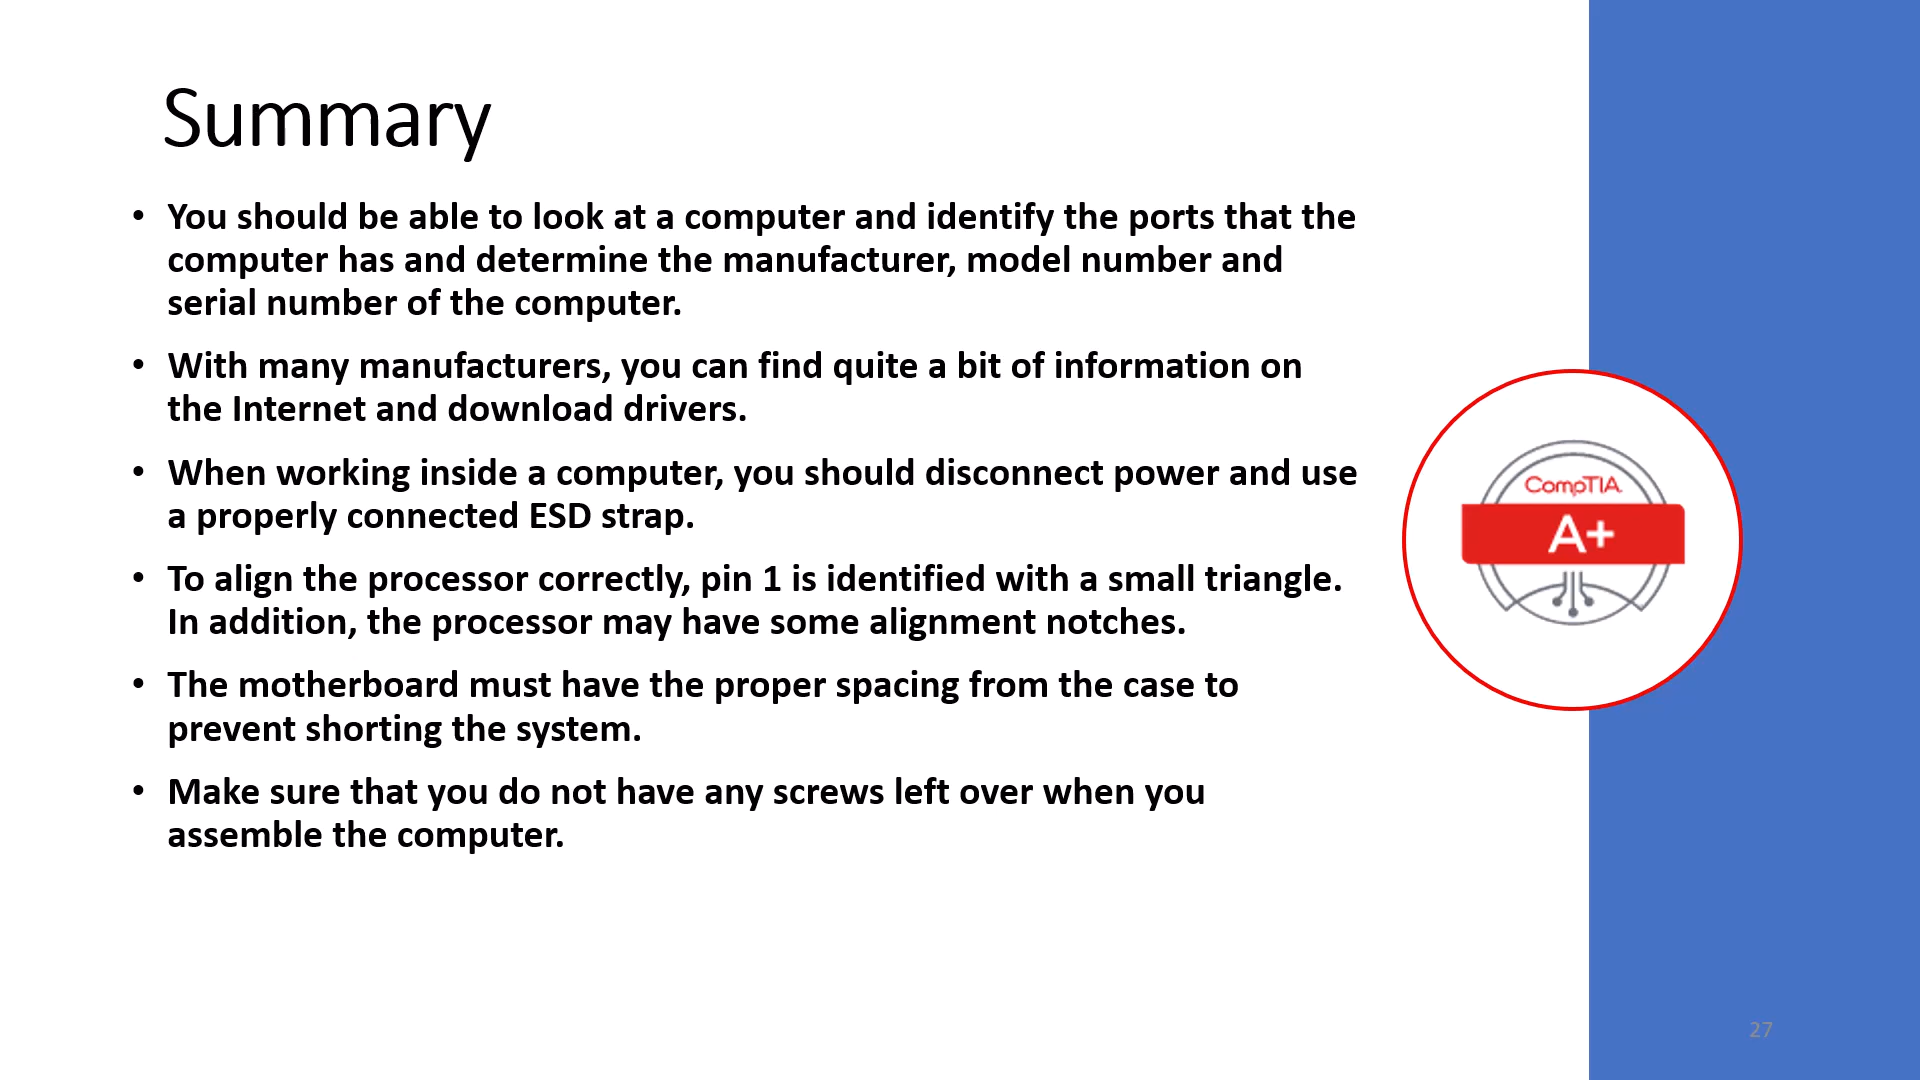 Summary
• You should be able to look at a computer and identify the ports that the
computer has and determine the manufacturer, model number and
serial number of the computer.
• With many manufacturers, you can find quite a bit of information on
the Internet and download drivers.
• When working inside a computer, you should disconnect power and use
a properly connected ESD strap.
• To align the processor correctly, pin 1 is identified with a small triangle.
In addition, the processor may have some alignment notches.
• The motherboard must have the proper spacing from the case to
prevent shorting the system.
• Make sure that you do not have any screws left over when you
assemble the computer.
CompTIA
A+
27